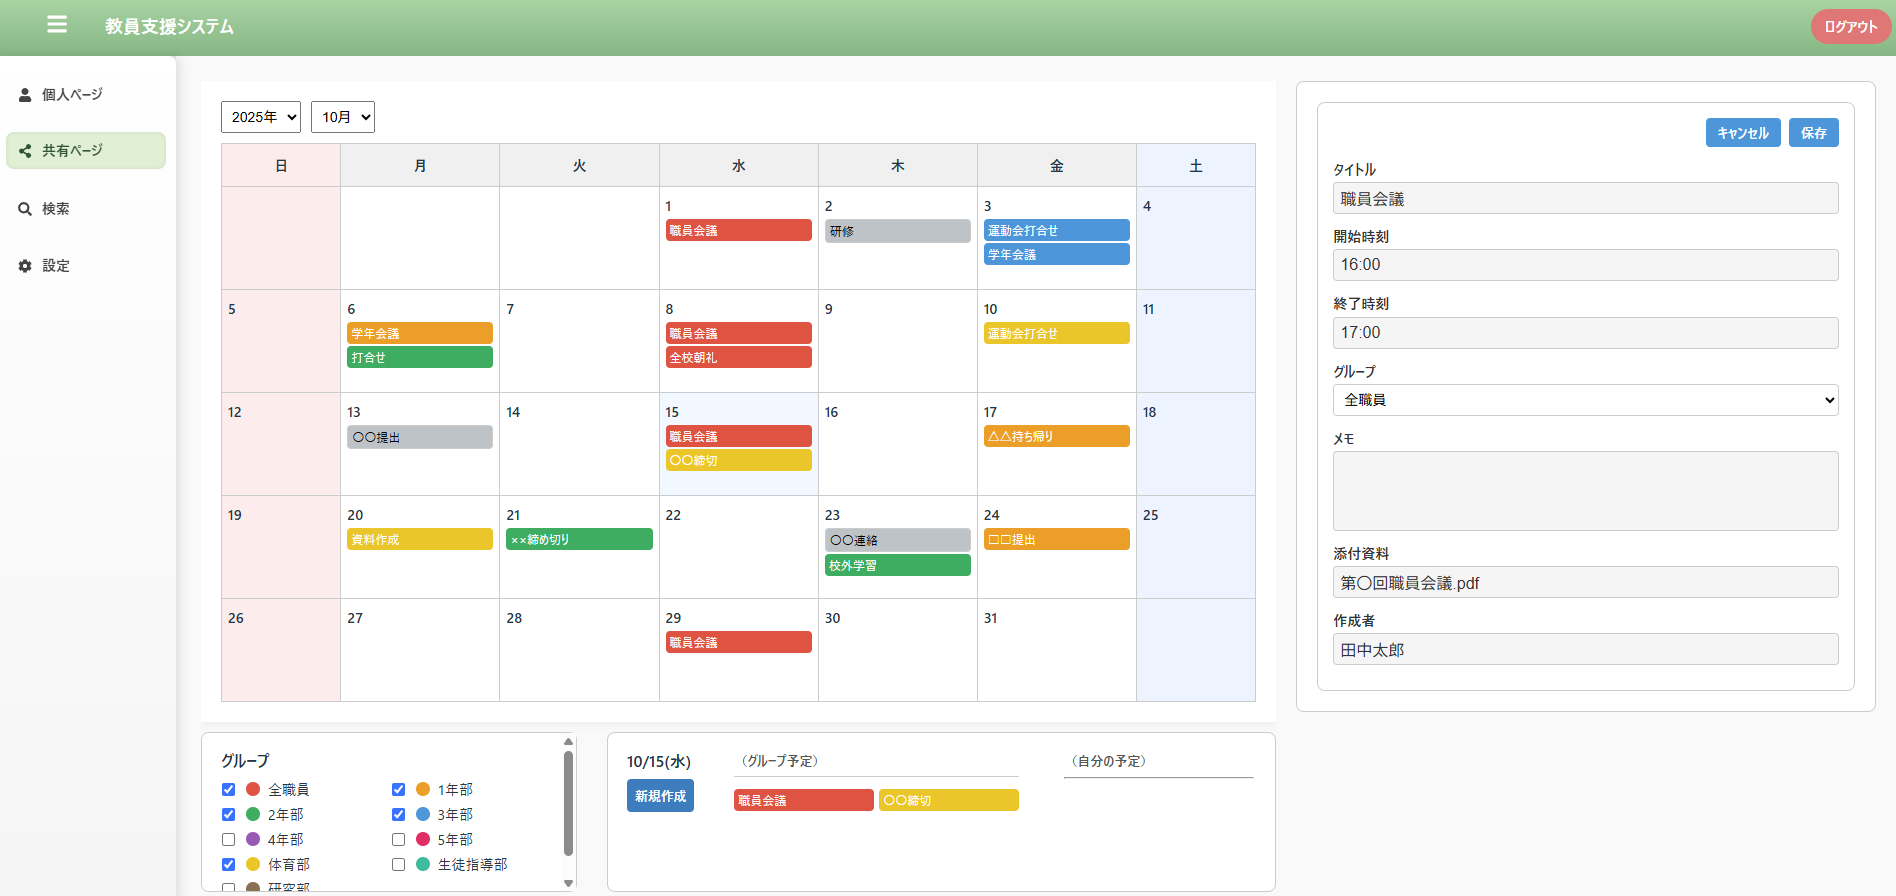 教員支援システム
ログアウト
個人ページ
共有ページ
検索
設定
2025年 10月
日 月 火 水 木 金 土
1 2 3 4
職員会議 研修 運動会打合せ
学年会議
5 6 7 8 9 10 11
学年会議 職員会議 運動会打合せ
打合せ 全校朝礼
12 13 14 15 16 17 18
〇〇提出 職員会議 △△持ち帰り
〇〇締切
19 20 21 22 23 24 25
資料作成 ××締め切り 〇〇連絡 □□提出
校外学習
26 27 28 29 30 31
職員会議
キャンセル 保存
タイトル
職員会議
開始時刻
16:00
終了時刻
17:00
グループ
全職員
メモ
添付資料
第〇回職員会議.pdf
作成者
田中太郎
グループ
全職員 1年部
2年部 3年部
4年部 5年部
体育部 生徒指導部
研究部
10/15(水) （グループ予定） （自分の予定）
新規作成 職員会議 〇〇締切